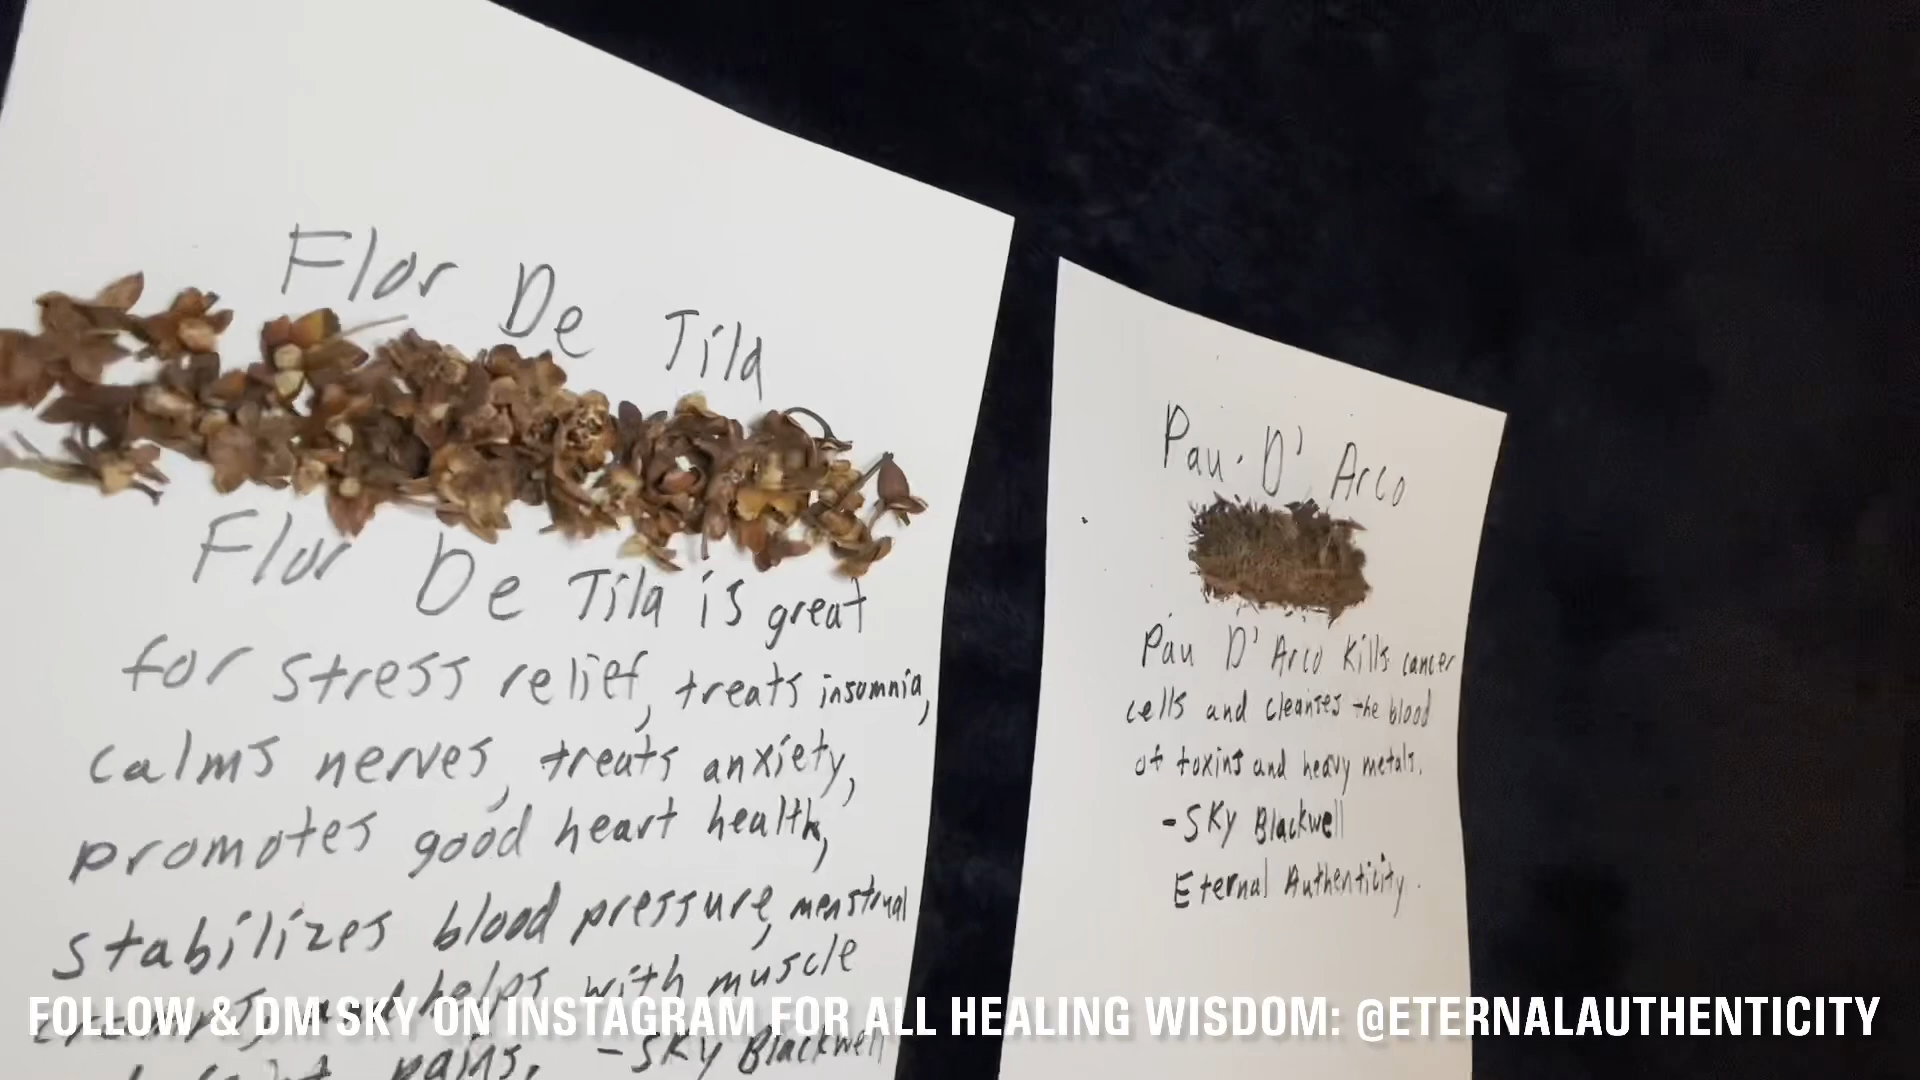 Flor De Tila
Flor De Tila is great
for stress relief, treats insomnia,
calms nerves, treats anxiety,
promotes good heart health,
stabilizes blood pressure, menstrual
helps with muscle
pains. -Sky Blackwell
Pau D' Arco
Pau D' Arco Kills cancer
cells and cleanses the blood
of toxins and heavy metals.
-Sky Blackwell
Eternal Authenticity.
FOLLOW & DM SKY ON INSTAGRAM FOR ALL HEALING WISDOM: @ETERNALAUTHENTICITY